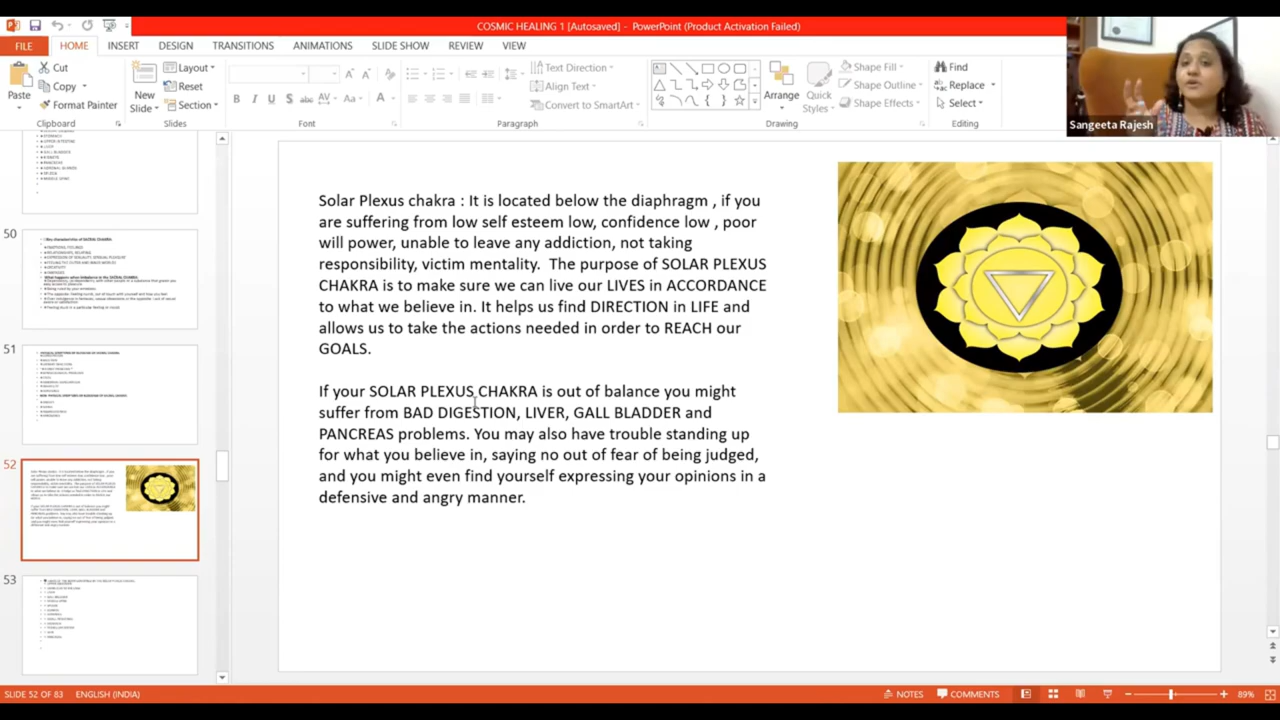 COSMIC HEALING 1 [Autosaved] - PowerPoint (Product Activation Failed)
FILE HOME INSERT DESIGN TRANSITIONS ANIMATIONS SLIDE SHOW REVIEW VIEW
Paste
Cut
Copy
Format Painter
Clipboard
New
Slide
Layout
Reset
Section
Slides
Font
Text Direction
Align Text
Convert to SmartArt
Paragraph
Arrange
Quick
Styles
Shape Fill
Shape Outline
Shape Effects
Drawing
Find
Replace
Select
Editing
Sangeeta Rajesh
50
51
52
53
Solar Plexus chakra : It is located below the diaphragm , if you
are suffering from low self esteem low, confidence low , poor
will power, unable to leave any addiction, not taking
responsibility victim mentality. The purpose of SOLAR PLEXUS
CHAKRA is to make sure we can live our LIVES in ACCORDANCE
to what we believe in. It helps us find DIRECTION in LIFE and
allows us to take the actions needed in order to REACH our
GOALS.
If your SOLAR PLEXUS CHAKRA is out of balance you might
suffer from BAD DIGESTION, LIVER, GALL BLADDER and
PANCREAS problems. You may also have trouble standing up
for what you believe in, saying no out of fear of being judged,
and you might even find yourself expressing your opinions in a
defensive and angry manner.
SLIDE 52 OF 83 ENGLISH (INDIA)
NOTES COMMENTS 89%